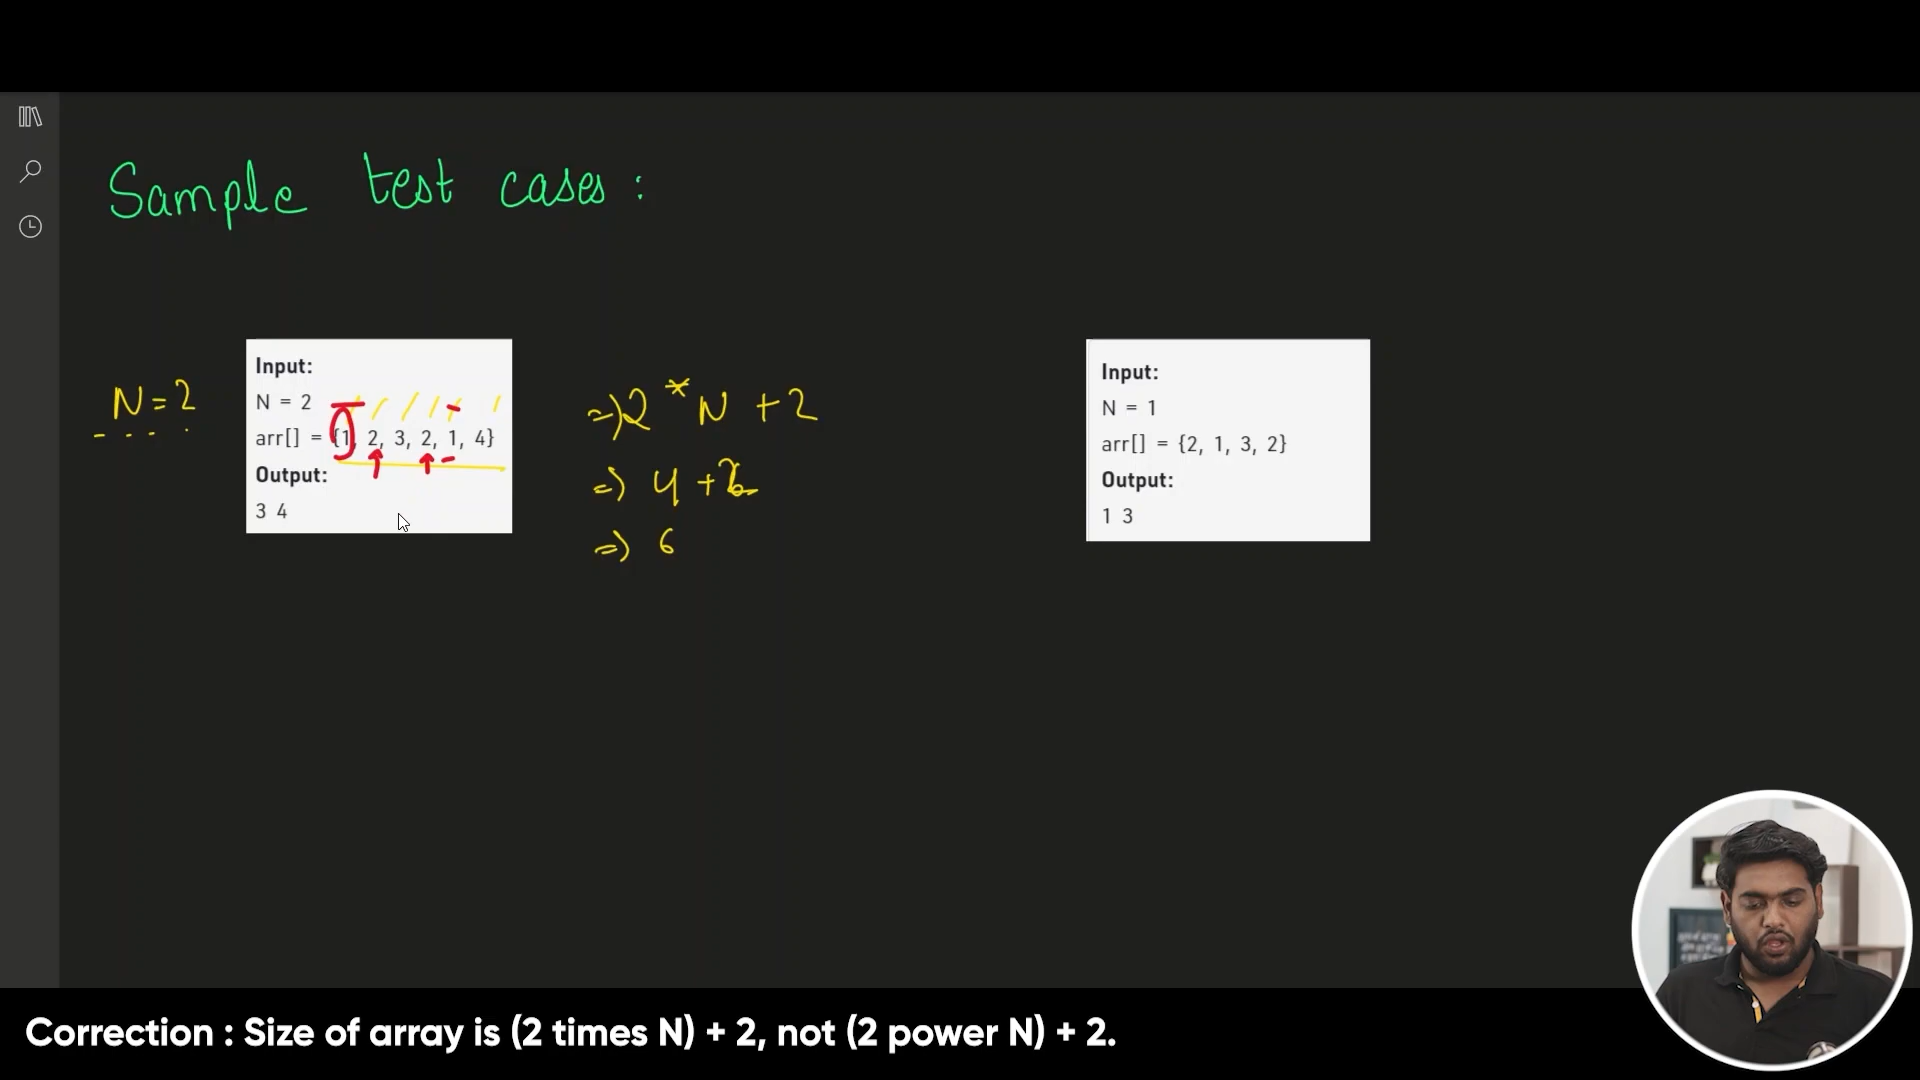 Sample test cases :
N = 2
Input:
N = 2
arr[] = {1, 2, 3, 2, 1, 4}
Output:
3 4
=> 2 * N + 2
=> 4 + 2
=> 6
Input:
N = 1
arr[] = {2, 1, 3, 2}
Output:
1 3
Correction : Size of array is (2 times N) + 2, not (2 power N) + 2.